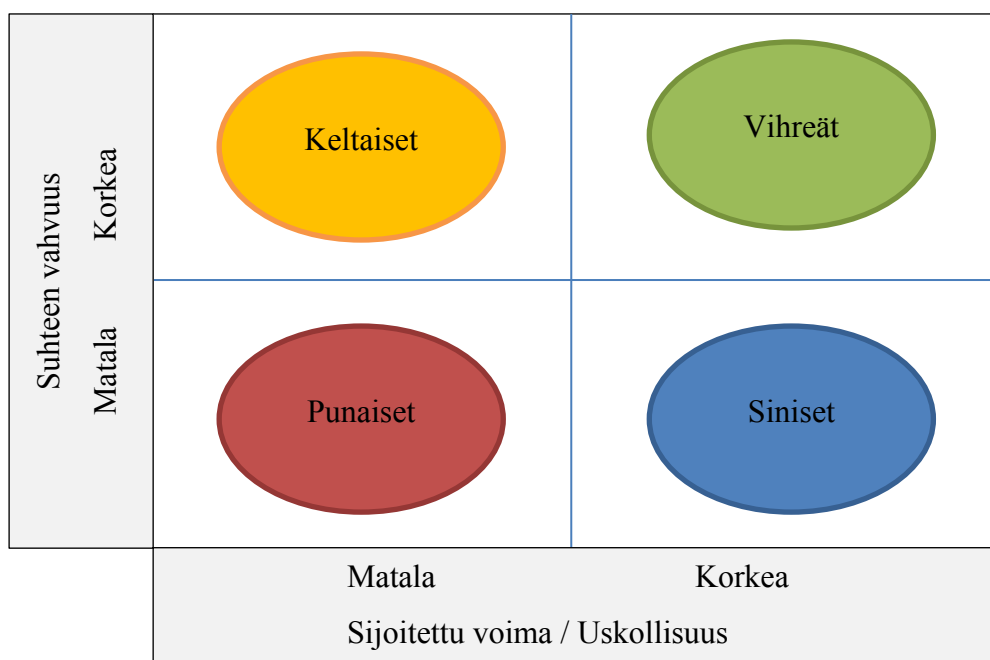 Suhteen vahvuus
Korkea
Matala
Keltaiset
Vihreät
Punaiset
Siniset
Matala
Korkea
Sijoitettu voima / Uskollisuus